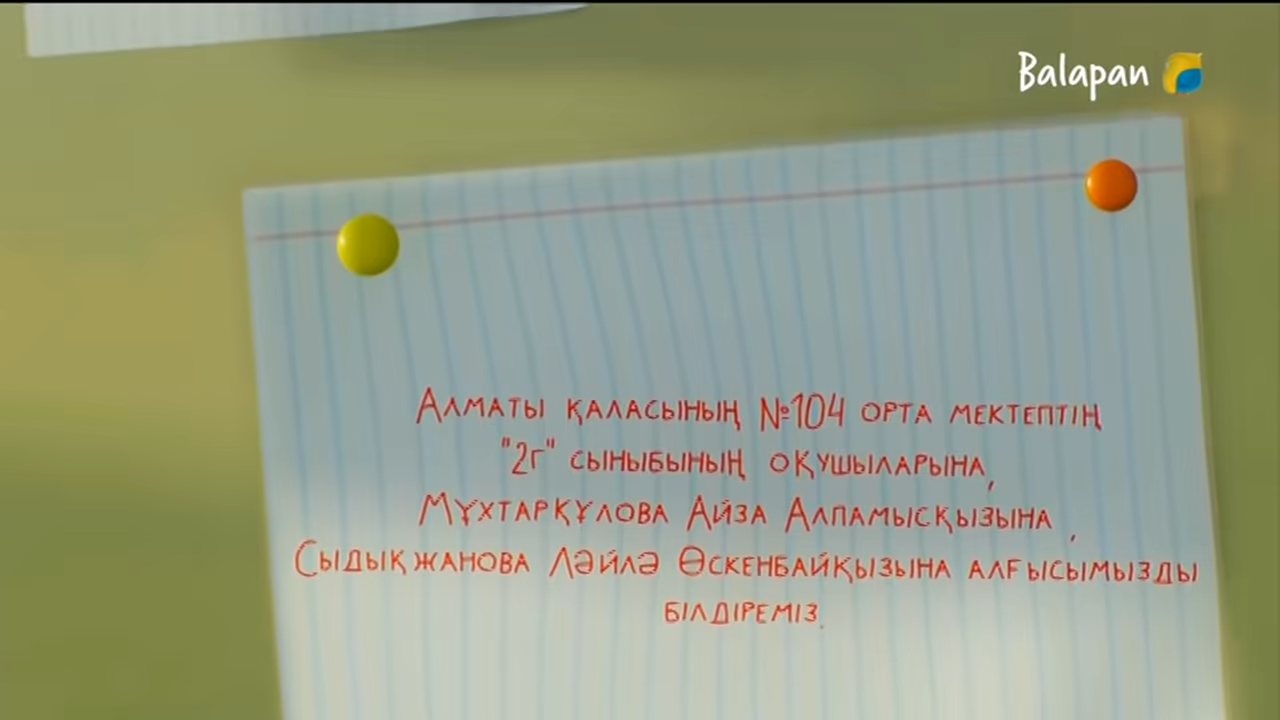 Balapan
Алматы қаласының №104 орта мектептің
"2г" сыныбының оқушыларына,
Мұхтарқұлова Айза Алпамысқызына,
Сыдықжанова Ләйлә Өскенбайқызына алғысымызды
білдіреміз.